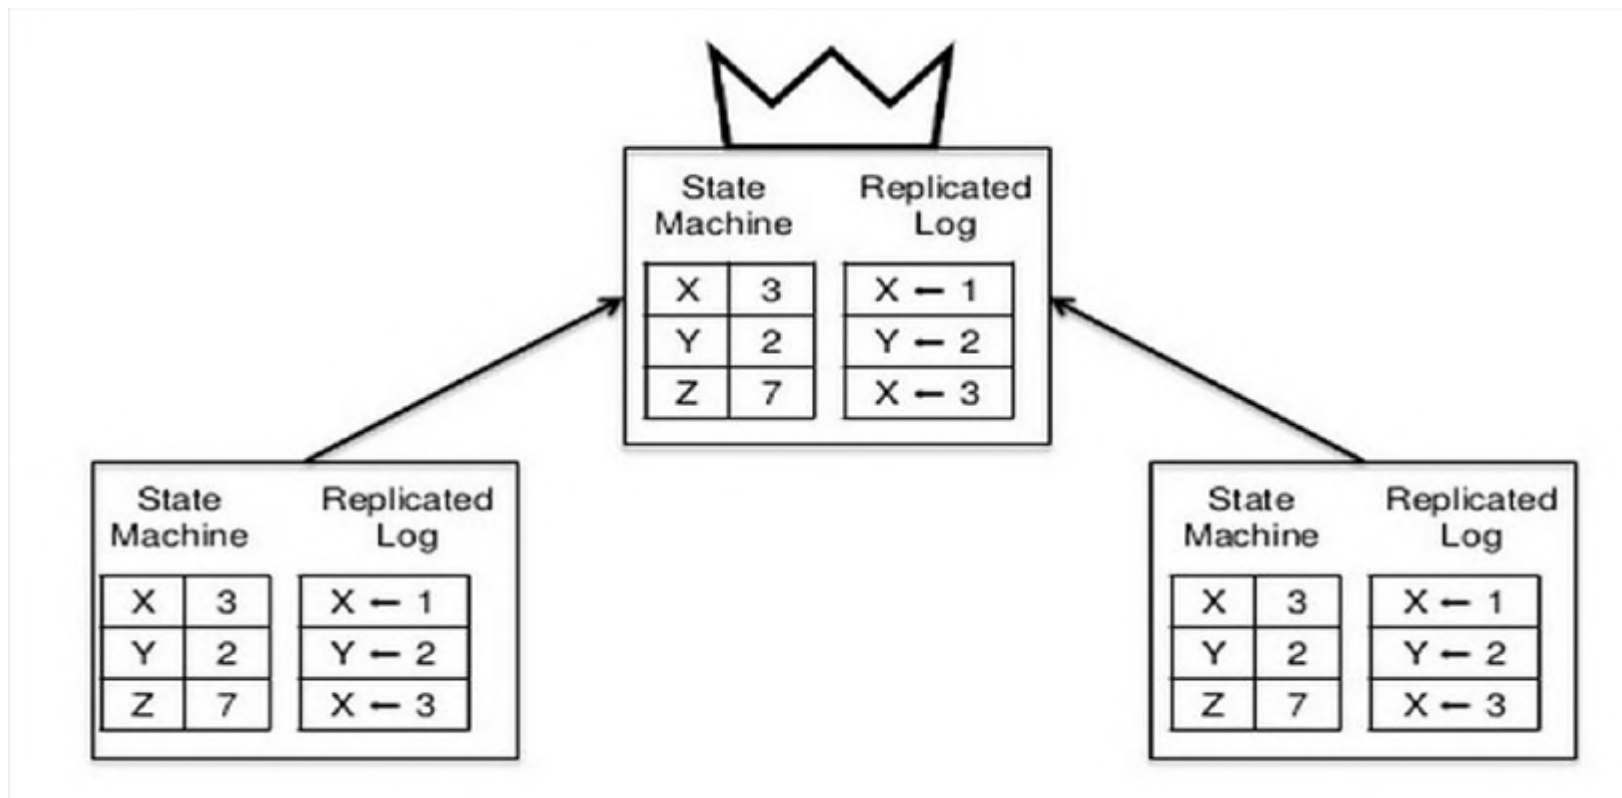 State Machine
Replicated Log
X 3
Y 2
Z 7
X ← 1
Y ← 2
X ← 3
State Machine
Replicated Log
X 3
Y 2
Z 7
X ← 1
Y ← 2
X ← 3
State Machine
Replicated Log
X 3
Y 2
Z 7
X ← 1
Y ← 2
X ← 3